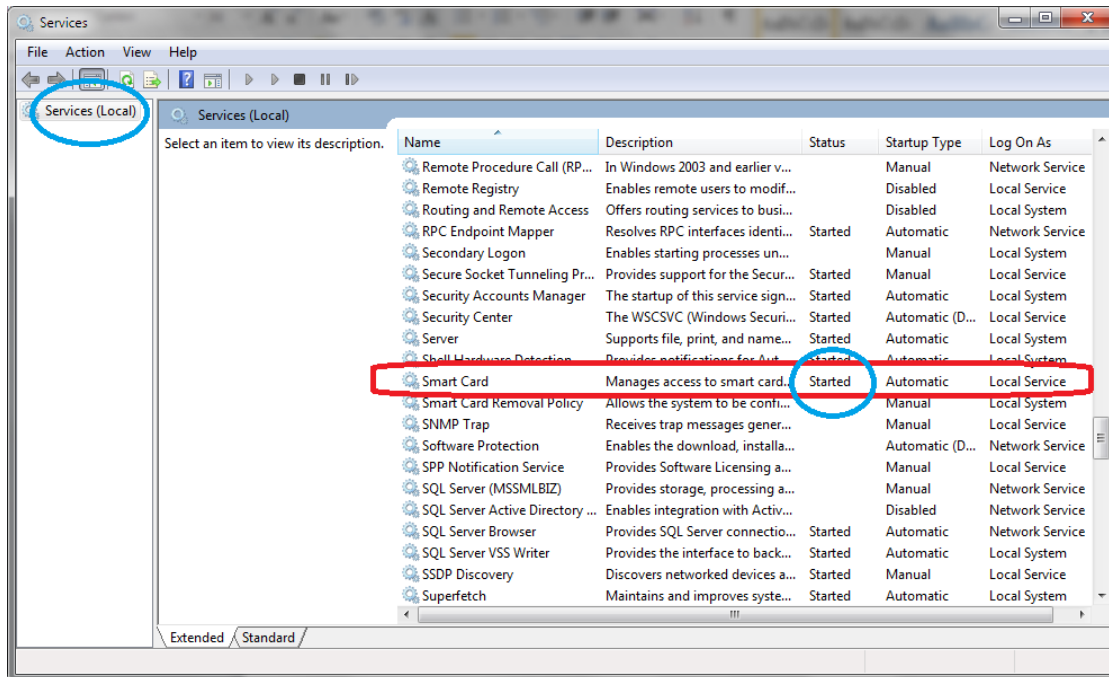 Services
File Action View Help
Services (Local)
Services (Local)
Select an item to view its description.
Name Description Status Startup Type Log On As
Remote Procedure Call (RP... In Windows 2003 and earlier v... Manual Network Service
Remote Registry Enables remote users to modif... Disabled Local Service
Routing and Remote Access Offers routing services to busi... Disabled Local System
RPC Endpoint Mapper Resolves RPC interfaces identi... Started Automatic Network Service
Secondary Logon Enables starting processes un... Manual Local System
Secure Socket Tunneling Pr... Provides support for the Secur... Started Manual Local Service
Security Accounts Manager The startup of this service sign... Started Automatic Local System
Security Center The WSCSVC (Windows Securi... Started Automatic (D... Local Service
Server Supports file, print, and name... Started Automatic Local System
Shell Hardware Detection Provides notifications for Aut... Started Automatic Local System
Smart Card Manages access to smart card... Started Automatic Local Service
Smart Card Removal Policy Allows the system to be confi... Manual Local System
SNMP Trap Receives trap messages gener... Manual Local Service
Software Protection Enables the download, installa... Automatic (D... Network Service
SPP Notification Service Provides Software Licensing a... Manual Local Service
SQL Server (MSSMLBIZ) Provides storage, processing a... Manual Network Service
SQL Server Active Directory ... Enables integration with Activ... Disabled Network Service
SQL Server Browser Provides SQL Server connectio... Started Automatic Network Service
SQL Server VSS Writer Provides the interface to back... Started Automatic Local System
SSDP Discovery Discovers networked devices a... Started Manual Local Service
Superfetch Maintains and improves syste... Started Automatic Local System
Extended Standard